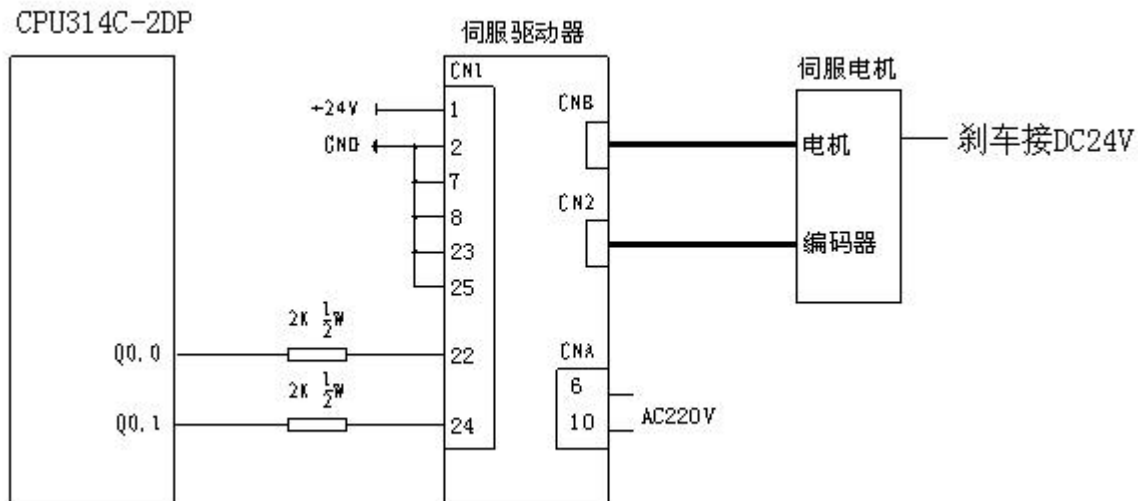 CPU314C-2DP
伺服驱动器
伺服电机
CN1
CNB
+24V
1
GND
2
电机
刹车接DC24V
7
CN2
8
23
编码器
25
2K 1/2W
Q0.0
22
CNA
2K 1/2W
6
Q0.1
24
10
AC220V